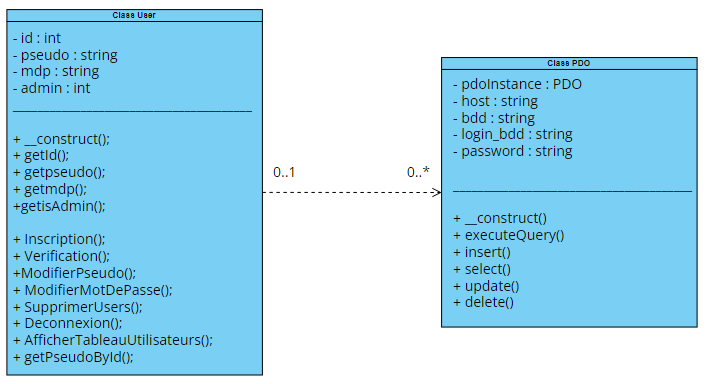 Class User
- id : int
- pseudo : string
- mdp : string
- admin : int
+ __construct();
+ getId();
+ getpseudo();
+ getmdp();
+getisAdmin();
+ Inscription();
+ Verification();
+ModifierPseudo();
+ ModifierMotDePasse();
+ SupprimerUsers();
+ Deconnexion();
+ AfficherTableauUtilisateurs();
+ getPseudoById();
0..1
0..*
Class PDO
- pdoInstance : PDO
- host : string
- bdd : string
- login_bdd : string
- password : string
+ __construct()
+ executeQuery()
+ insert()
+ select()
+ update()
+ delete()